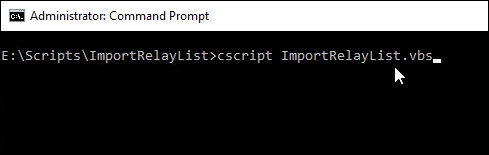 Administrator: Command Prompt
E:\Scripts\ImportRelayList>cscript ImportRelayList.vbs